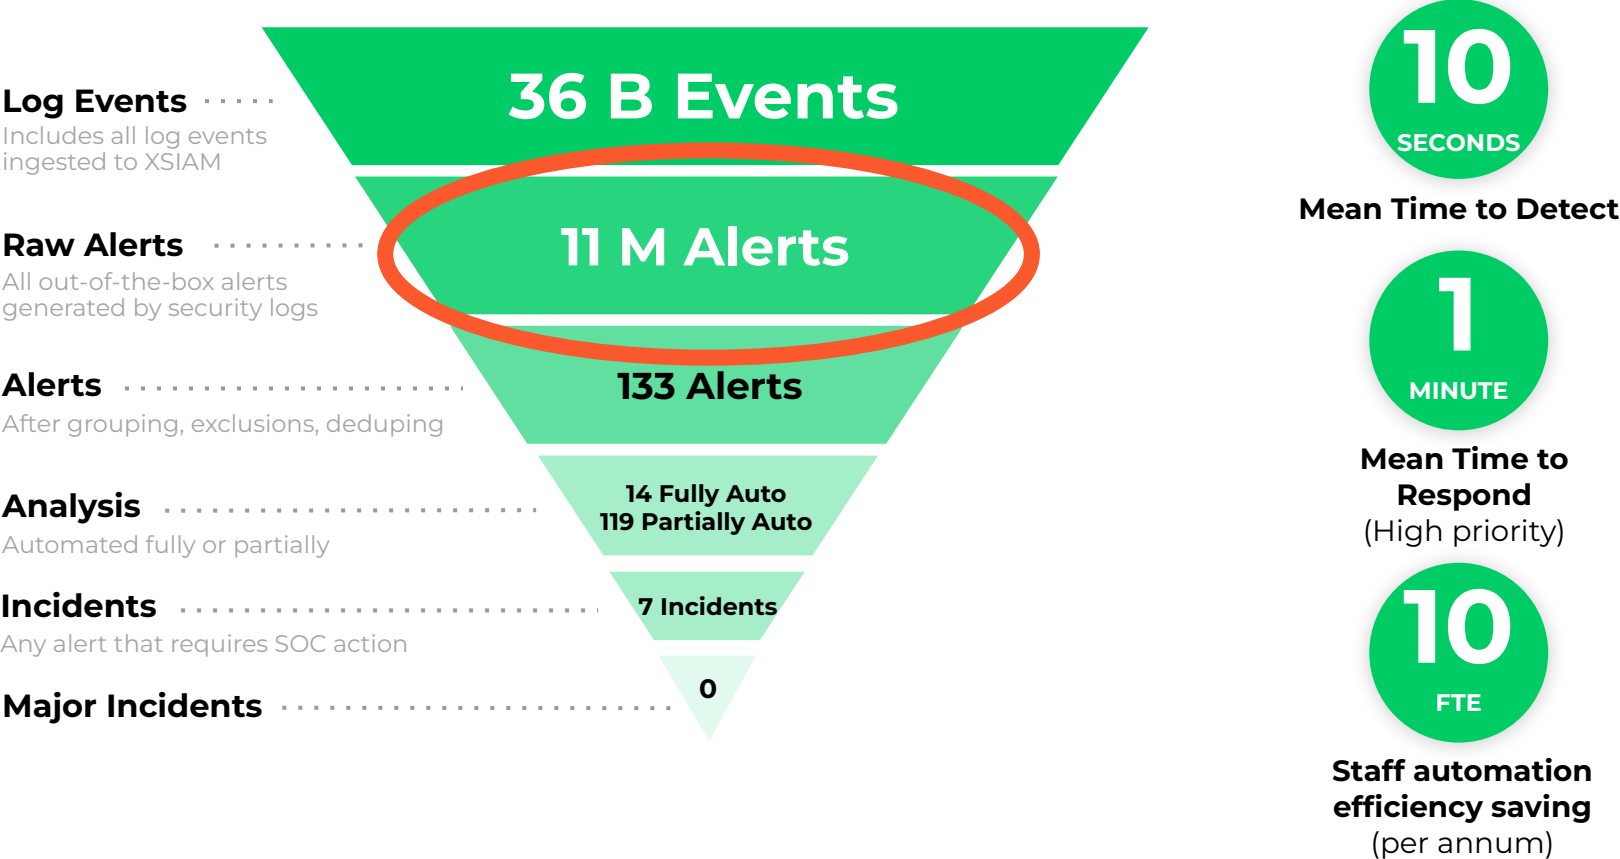 Log Events
Includes all log events
ingested to XSIAM
36 B Events
Raw Alerts
All out-of-the-box alerts
generated by security logs
11 M Alerts
Alerts
After grouping, exclusions, deduping
133 Alerts
Analysis
Automated fully or partially
14 Fully Auto
119 Partially Auto
Incidents
Any alert that requires SOC action
7 Incidents
Major Incidents
0
10
SECONDS
Mean Time to Detect
1
MINUTE
Mean Time to
Respond
(High priority)
10
FTE
Staff automation
efficiency saving
(per annum)